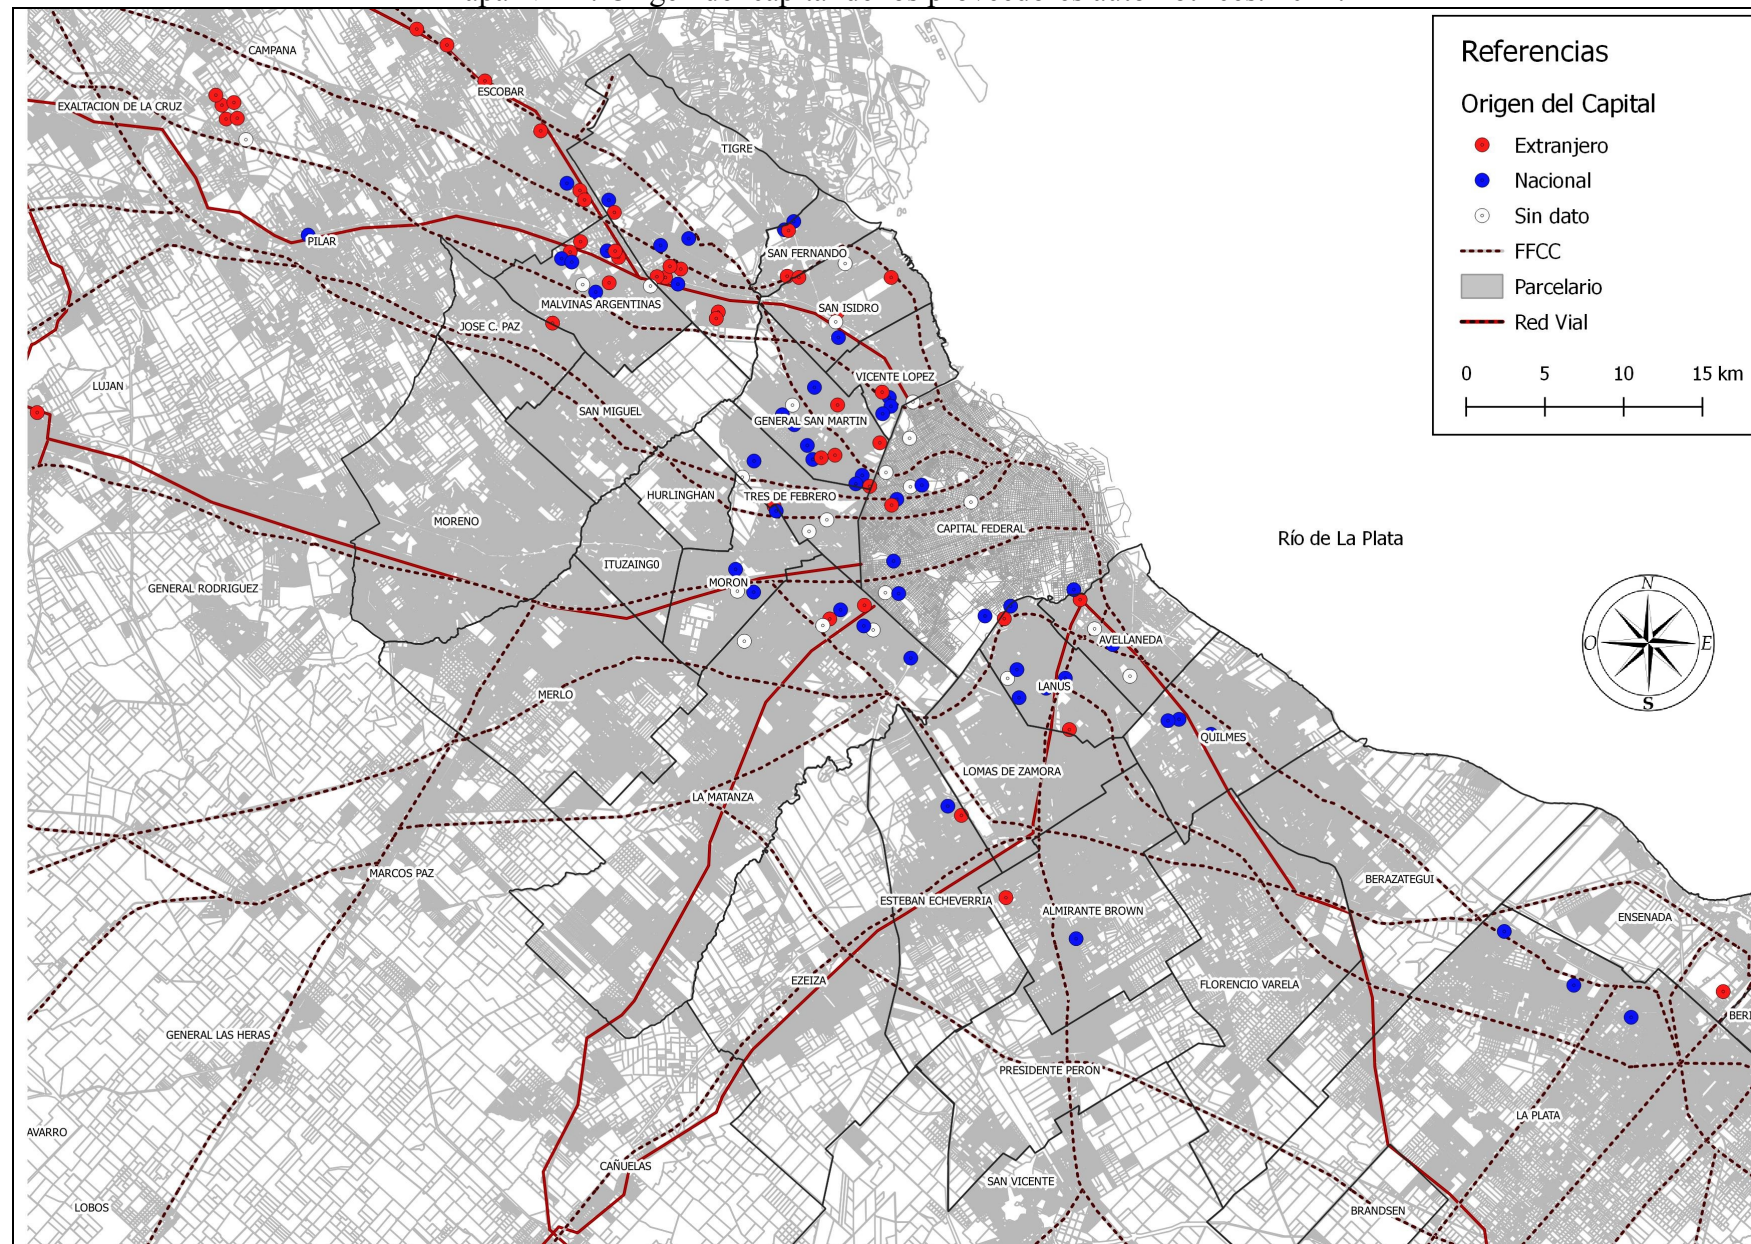 Referencias
Origen del Capital
Extranjero
Nacional
Sin dato
FFCC
Parcelario
Red Vial
0 5 10 15 km
CAMPANA
EXALTACION DE LA CRUZ
ESCOBAR
TIGRE
PILAR
SAN FERNANDO
MALVINAS ARGENTINAS
SAN ISIDRO
JOSE C. PAZ
LUJAN
VICENTE LOPEZ
SAN MIGUEL
GENERAL SAN MARTIN
HURLINGHAN
TRES DE FEBRERO
MORENO
CAPITAL FEDERAL
Río de La Plata
ITUZAING0
MORON
GENERAL RODRIGUEZ
N
O
E
S
AVELLANEDA
LANUS
MERLO
QUILMES
LOMAS DE ZAMORA
LA MATANZA
MARCOS PAZ
BERAZATEGUI
ESTEBAN ECHEVERRIA
ALMIRANTE BROWN
ENSENADA
EZEIZA
FLORENCIO VARELA
BERI
GENERAL LAS HERAS
PRESIDENTE PERON
LA PLATA
AVARRO
CAÑUELAS
SAN VICENTE
LOBOS
BRANDSEN